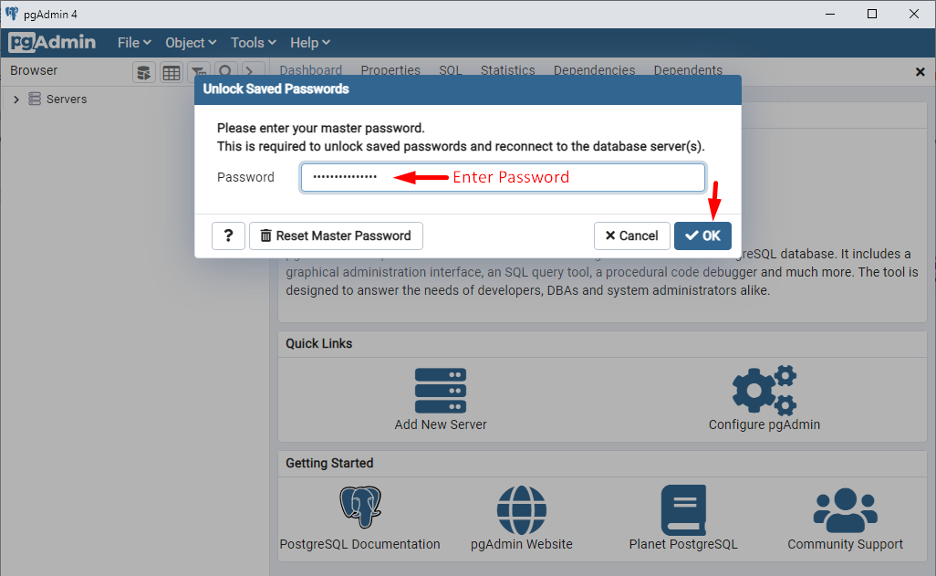 pgAdmin 4
pgAdmin File Object Tools Help
Browser Dashboard Properties SQL Statistics Dependencies Dependents
Servers
Unlock Saved Passwords
Please enter your master password.
This is required to unlock saved passwords and reconnect to the database server(s).
Password ••••••••••••••• Enter Password
? Reset Master Password Cancel OK
greSQL database. It includes a
graphical administration interface, an SQL query tool, a procedural code debugger and much more. The tool is
designed to answer the needs of developers, DBAs and system administrators alike.
Quick Links
Add New Server Configure pgAdmin
Getting Started
PostgreSQL Documentation pgAdmin Website Planet PostgreSQL Community Support